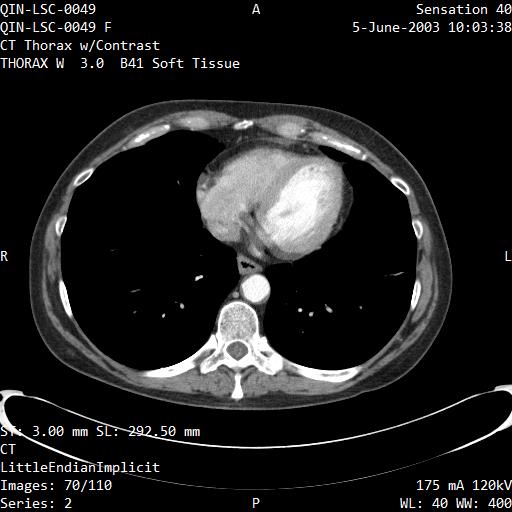 QIN-LSC-0049
A
Sensation 40
QIN-LSC-0049 F
5-June-2003 10:03:38
CT Thorax w/Contrast
THORAX W 3.0 B41 Soft Tissue
R
L
ST: 3.00 mm SL: 292.50 mm
CT
LittleEndianImplicit
Images: 70/110
175 mA 120kV
Series: 2
P
WL: 40 WW: 400